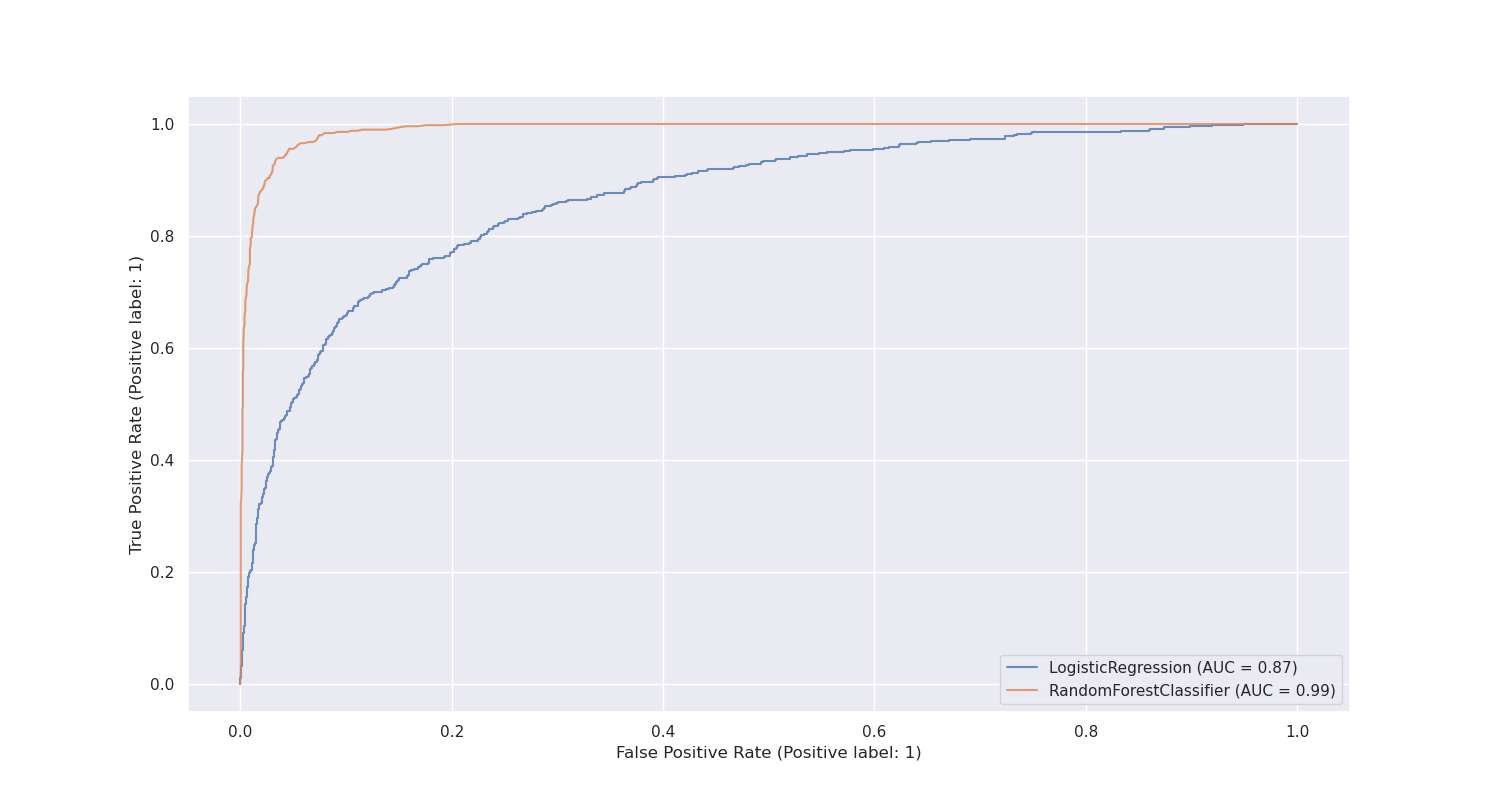 1.0
0.8
0.6
0.4
0.2
0.0
True Positive Rate (Positive label: 1)
LogisticRegression (AUC = 0.87)
RandomForestClassifier (AUC = 0.99)
0.0 0.2 0.4 0.6 0.8 1.0
False Positive Rate (Positive label: 1)